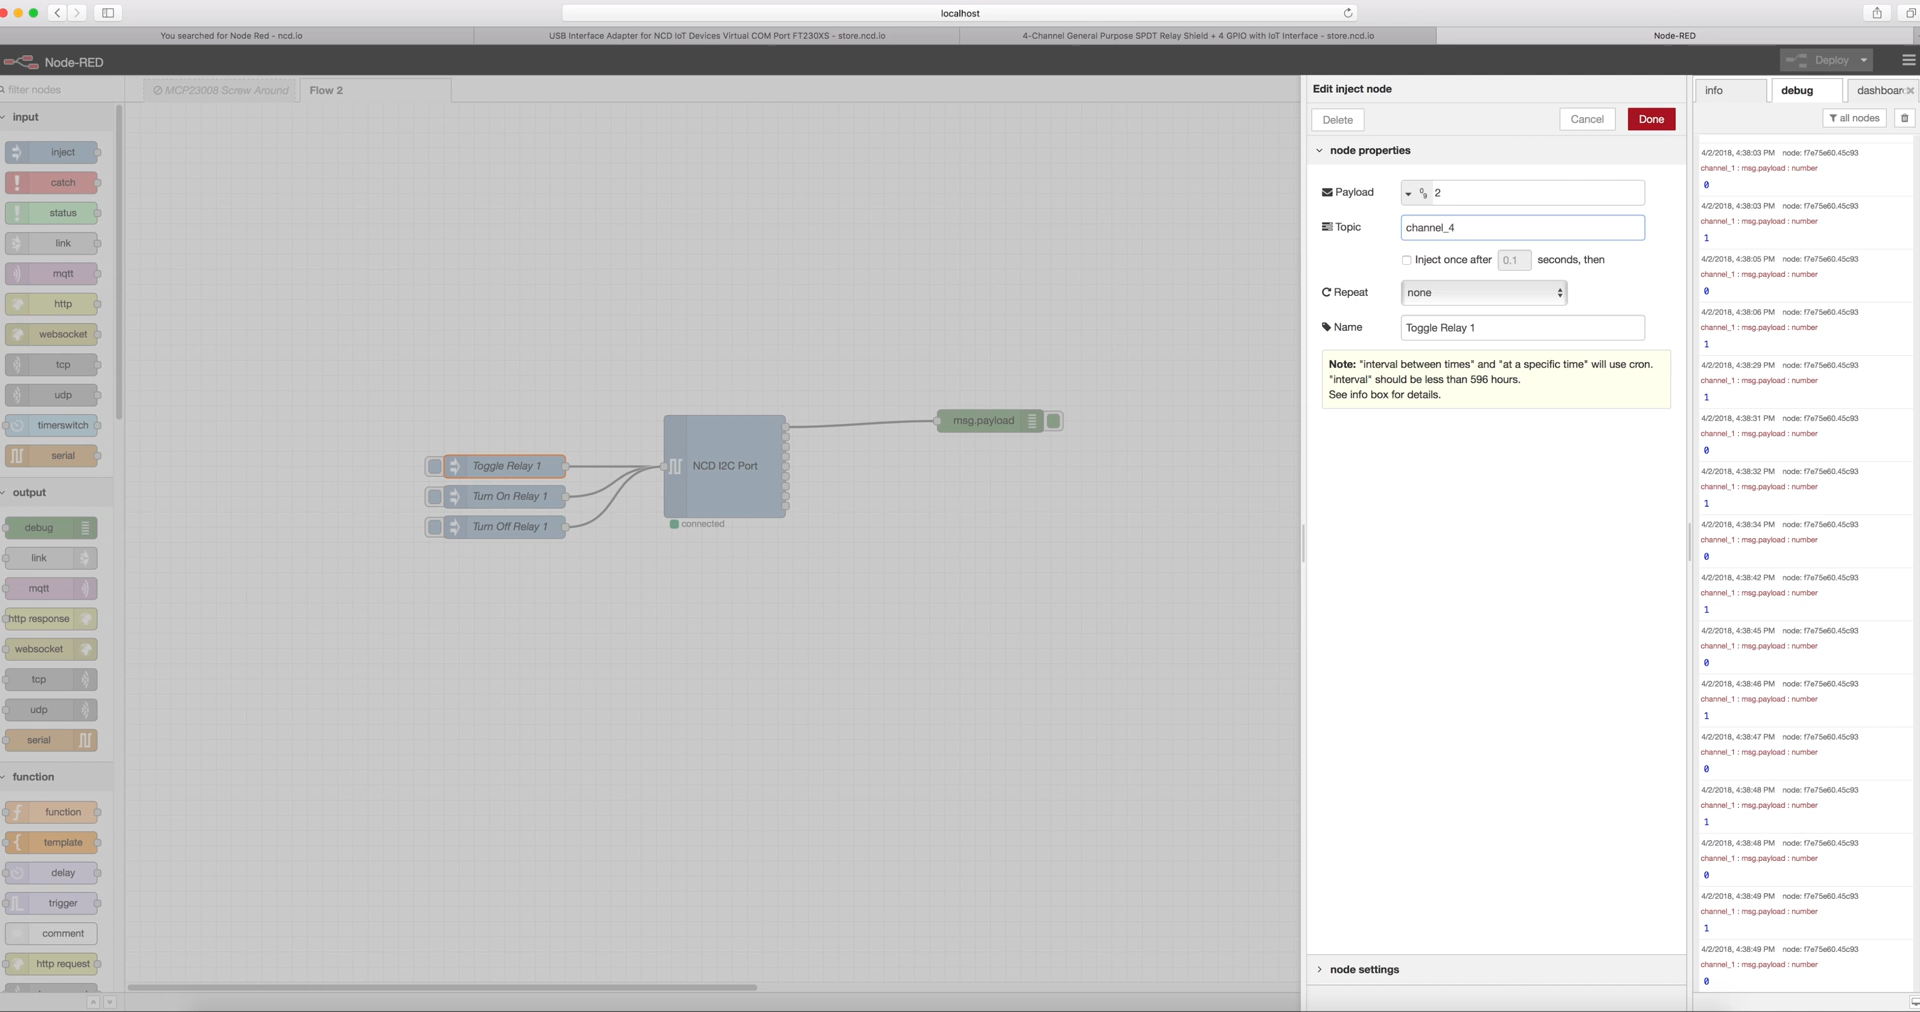 localhost
You searched for Node Red - ncd.io
USB Interface Adapter for NCD IoT Devices Virtual COM Port FT230XS - store.ncd.io
4-Channel General Purpose SPDT Relay Shield + 4 GPIO with IoT Interface - store.ncd.io
Node-RED
Node-RED
Deploy
filter nodes
MCP23008 Screw Around
Flow 2
input
inject
catch
status
link
mqtt
http
websocket
tcp
udp
timerswitch
serial
output
debug
link
mqtt
http response
websocket
tcp
udp
serial
function
function
template
delay
trigger
comment
http request
Toggle Relay 1
Turn On Relay 1
Turn Off Relay 1
NCD I2C Port
connected
msg.payload
Edit inject node
Delete
Cancel
Done
node properties
Payload
2
Topic
channel_4
Inject once after 0.1 seconds, then
Repeat
none
Name
Toggle Relay 1
Note: "interval between times" and "at a specific time" will use cron.
"interval" should be less than 596 hours.
See info box for details.
node settings
info
debug
dashboar
all nodes
4/2/2018, 4:38:03 PM node: f7e75e60.45c93
channel_1 : msg.payload : number
0
4/2/2018, 4:38:03 PM node: f7e75e60.45c93
channel_1 : msg.payload : number
1
4/2/2018, 4:38:05 PM node: f7e75e60.45c93
channel_1 : msg.payload : number
0
4/2/2018, 4:38:06 PM node: f7e75e60.45c93
channel_1 : msg.payload : number
1
4/2/2018, 4:38:29 PM node: f7e75e60.45c93
channel_1 : msg.payload : number
1
4/2/2018, 4:38:31 PM node: f7e75e60.45c93
channel_1 : msg.payload : number
0
4/2/2018, 4:38:32 PM node: f7e75e60.45c93
channel_1 : msg.payload : number
1
4/2/2018, 4:38:34 PM node: f7e75e60.45c93
channel_1 : msg.payload : number
0
4/2/2018, 4:38:42 PM node: f7e75e60.45c93
channel_1 : msg.payload : number
1
4/2/2018, 4:38:45 PM node: f7e75e60.45c93
channel_1 : msg.payload : number
0
4/2/2018, 4:38:46 PM node: f7e75e60.45c93
channel_1 : msg.payload : number
1
4/2/2018, 4:38:47 PM node: f7e75e60.45c93
channel_1 : msg.payload : number
0
4/2/2018, 4:38:48 PM node: f7e75e60.45c93
channel_1 : msg.payload : number
1
4/2/2018, 4:38:48 PM node: f7e75e60.45c93
channel_1 : msg.payload : number
0
4/2/2018, 4:38:49 PM node: f7e75e60.45c93
channel_1 : msg.payload : number
1
4/2/2018, 4:38:49 PM node: f7e75e60.45c93
channel_1 : msg.payload : number
0